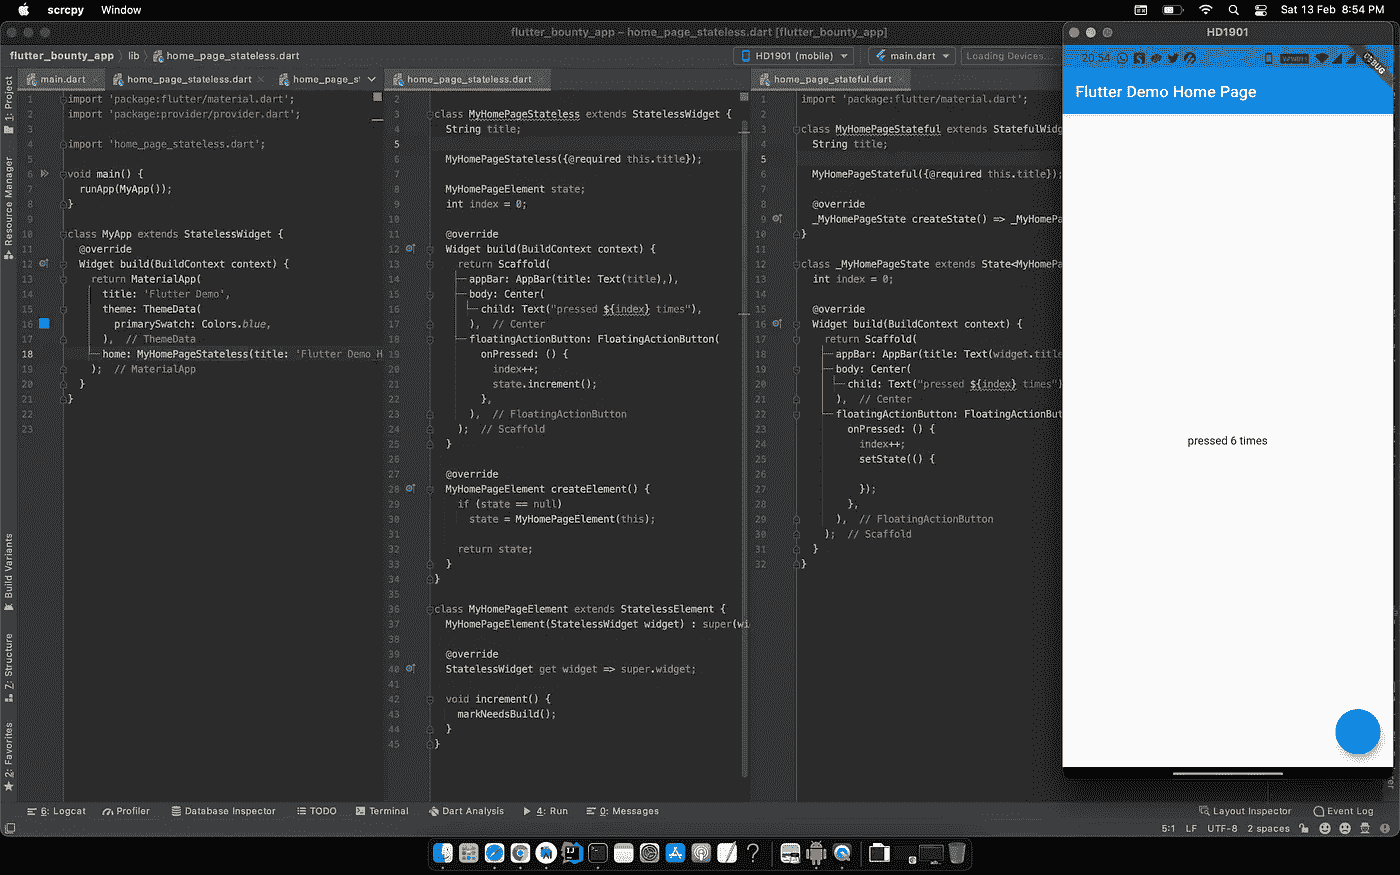 scrcpy Window
Sat 13 Feb 8:54 PM
flutter_bounty_app – home_page_stateless.dart [flutter_bounty_app]
flutter_bounty_app lib home_page_stateless.dart
HD1901 (mobile) main.dart Loading Devices...
1: Project
Resource Manager
Build Variants
7: Structure
2: Favorites
main.dart home_page_stateless.dart home_page_s
1 import 'package:flutter/material.dart';
2 import 'package:provider/provider.dart';
3
4 import 'home_page_stateless.dart';
5
6 void main() {
7 runApp(MyApp());
8 }
9
10 class MyApp extends StatelessWidget {
11 @override
12 Widget build(BuildContext context) {
13 return MaterialApp(
14 title: 'Flutter Demo',
15 theme: ThemeData(
16 primarySwatch: Colors.blue,
17 ), // ThemeData
18 home: MyHomePageStateless(title: 'Flutter Demo H
19 ); // MaterialApp
20 }
21 }
22
23
home_page_stateless.dart
2
3 class MyHomePageStateless extends StatelessWidget {
4 String title;
5
6 MyHomePageStateless({@required this.title});
7
8 MyHomePageElement state;
9 int index = 0;
10
11 @override
12 Widget build(BuildContext context) {
13 return Scaffold(
14 appBar: AppBar(title: Text(title),),
15 body: Center(
16 child: Text("pressed ${index} times"),
17 ), // Center
18 floatingActionButton: FloatingActionButton(
19 onPressed: () {
20 index++;
21 state.increment();
22 },
23 ), // FloatingActionButton
24 ); // Scaffold
25 }
26
27 @override
28 MyHomePageElement createElement() {
29 if (state == null)
30 state = MyHomePageElement(this);
31
32 return state;
33 }
34 }
35
36 class MyHomePageElement extends StatelessElement {
37 MyHomePageElement(StatelessWidget widget) : super(wi
38
39 @override
40 StatelessWidget get widget => super.widget;
41
42 void increment() {
43 markNeedsBuild();
44 }
45 }
home_page_stateful.dart
1 import 'package:flutter/material.dart';
2
3 class MyHomePageStateful extends StatefulWidg
4 String title;
5
6 MyHomePageStateful({@required this.title});
7
8 @override
9 _MyHomePageState createState() => _MyHomePa
10 }
11
12 class _MyHomePageState extends State<MyHomePa
13 int index = 0;
14
15 @override
16 Widget build(BuildContext context) {
17 return Scaffold(
18 appBar: AppBar(title: Text(widget.title
19 body: Center(
20 child: Text("pressed ${index} times")
21 ), // Center
22 floatingActionButton: FloatingActionBut
23 onPressed: () {
24 index++;
25 setState(() {
26
27 });
28 },
29 ), // FloatingActionButton
30 ); // Scaffold
31 }
32 }
HD1901
20:54
DEBUG
Flutter Demo Home Page
pressed 6 times
6: Logcat Profiler Database Inspector TODO Terminal Dart Analysis 4: Run 0: Messages Layout Inspector Event Log
5:1 LF UTF-8 2 spaces